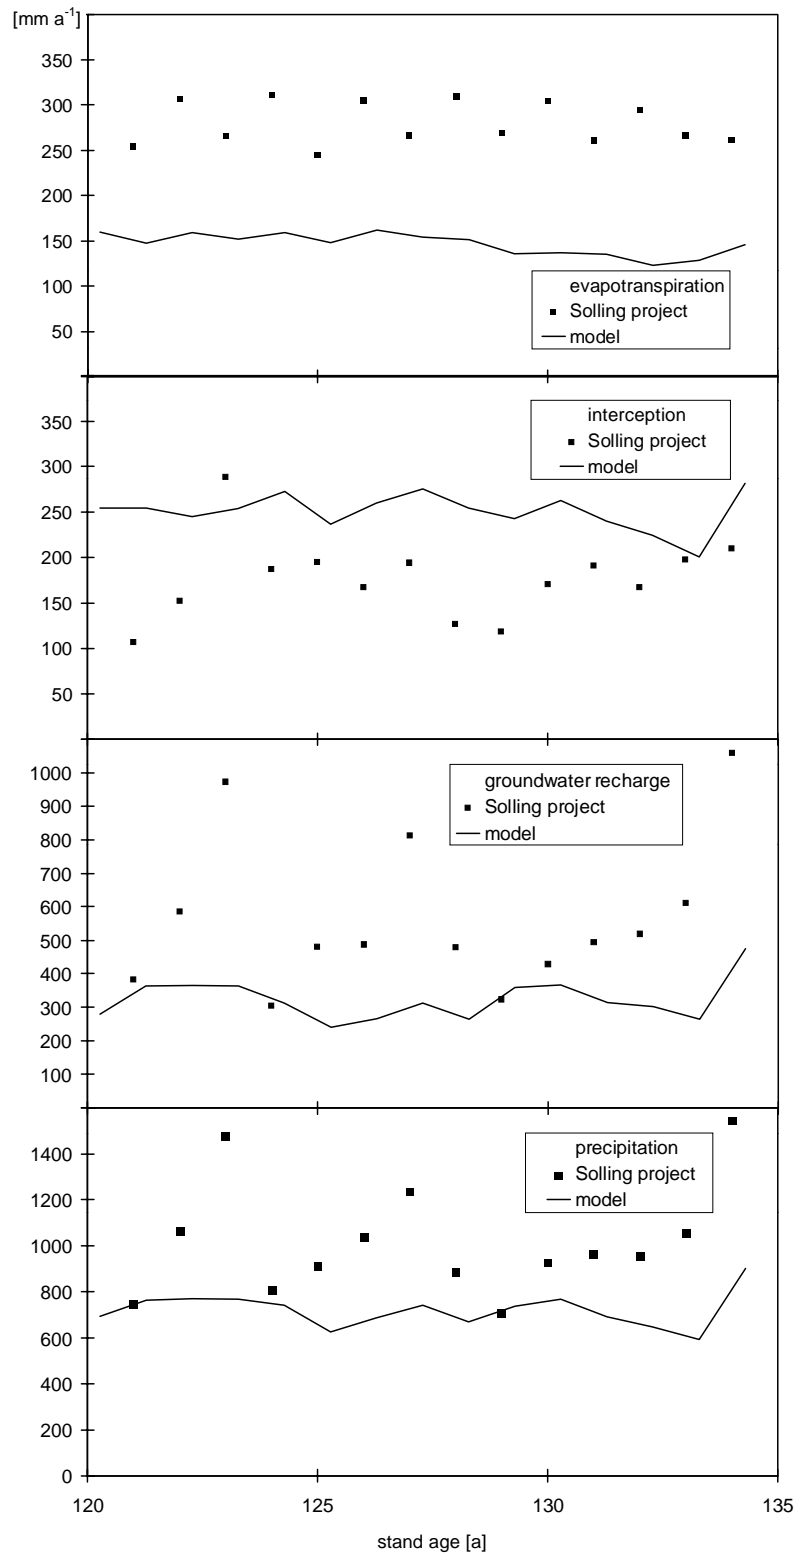 [mm a⁻¹]
350
300
250
200
150
100
50
evapotranspiration
Solling project
model
350
300
250
200
150
100
50
interception
Solling project
model
1000
900
800
700
600
500
400
300
200
100
groundwater recharge
Solling project
model
1400
1200
1000
800
600
400
200
0
precipitation
Solling project
model
120 125 130 135
stand age [a]